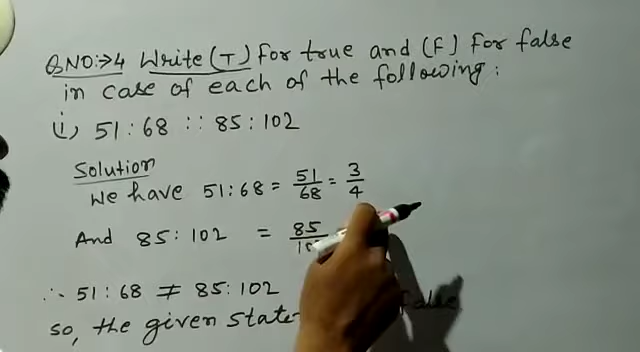 Q.NO:→4 Write (T) for true and (F) for false
in case of each of the following:
(i) 51:68 :: 85:102
Solution
We have 51:68 = 51/68 = 3/4
And 85:102 = 85/
∴ 51:68 ≠ 85:102
so, the given false